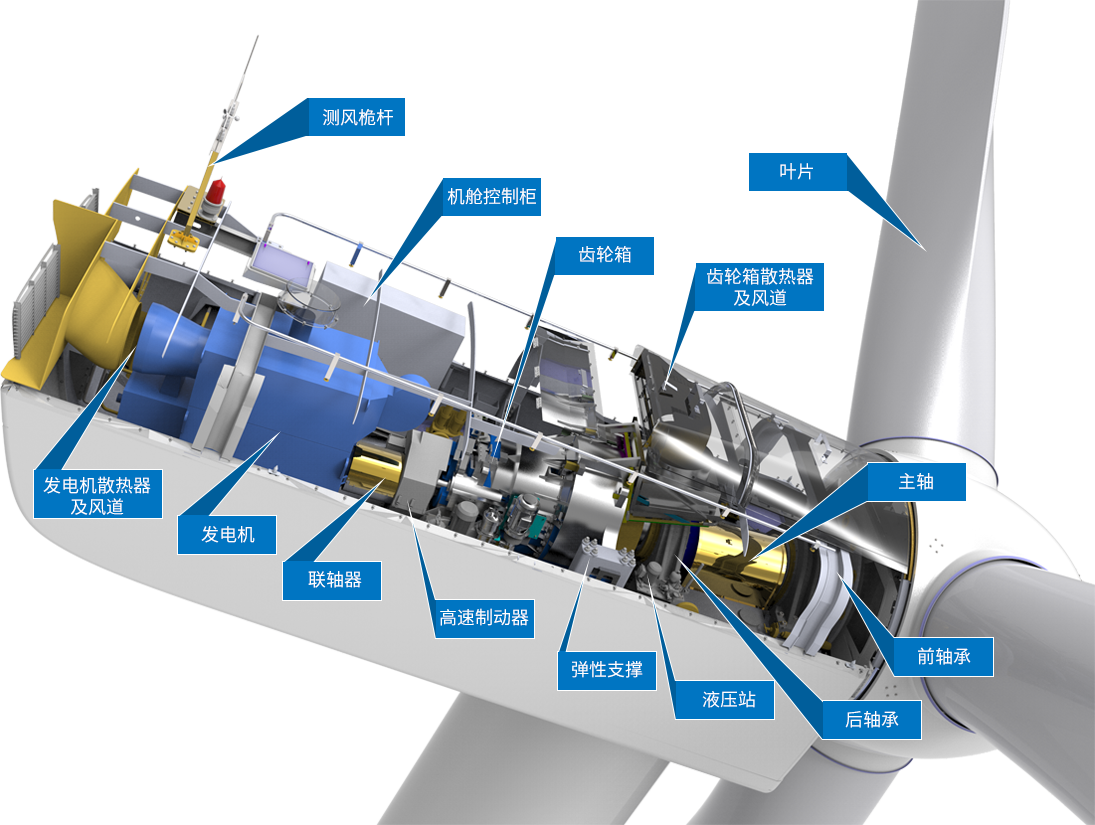 测风桅杆
叶片
机舱控制柜
齿轮箱
齿轮箱散热器
及风道
主轴
发电机散热器
及风道
发电机
联轴器
高速制动器
前轴承
弹性支撑
液压站
后轴承